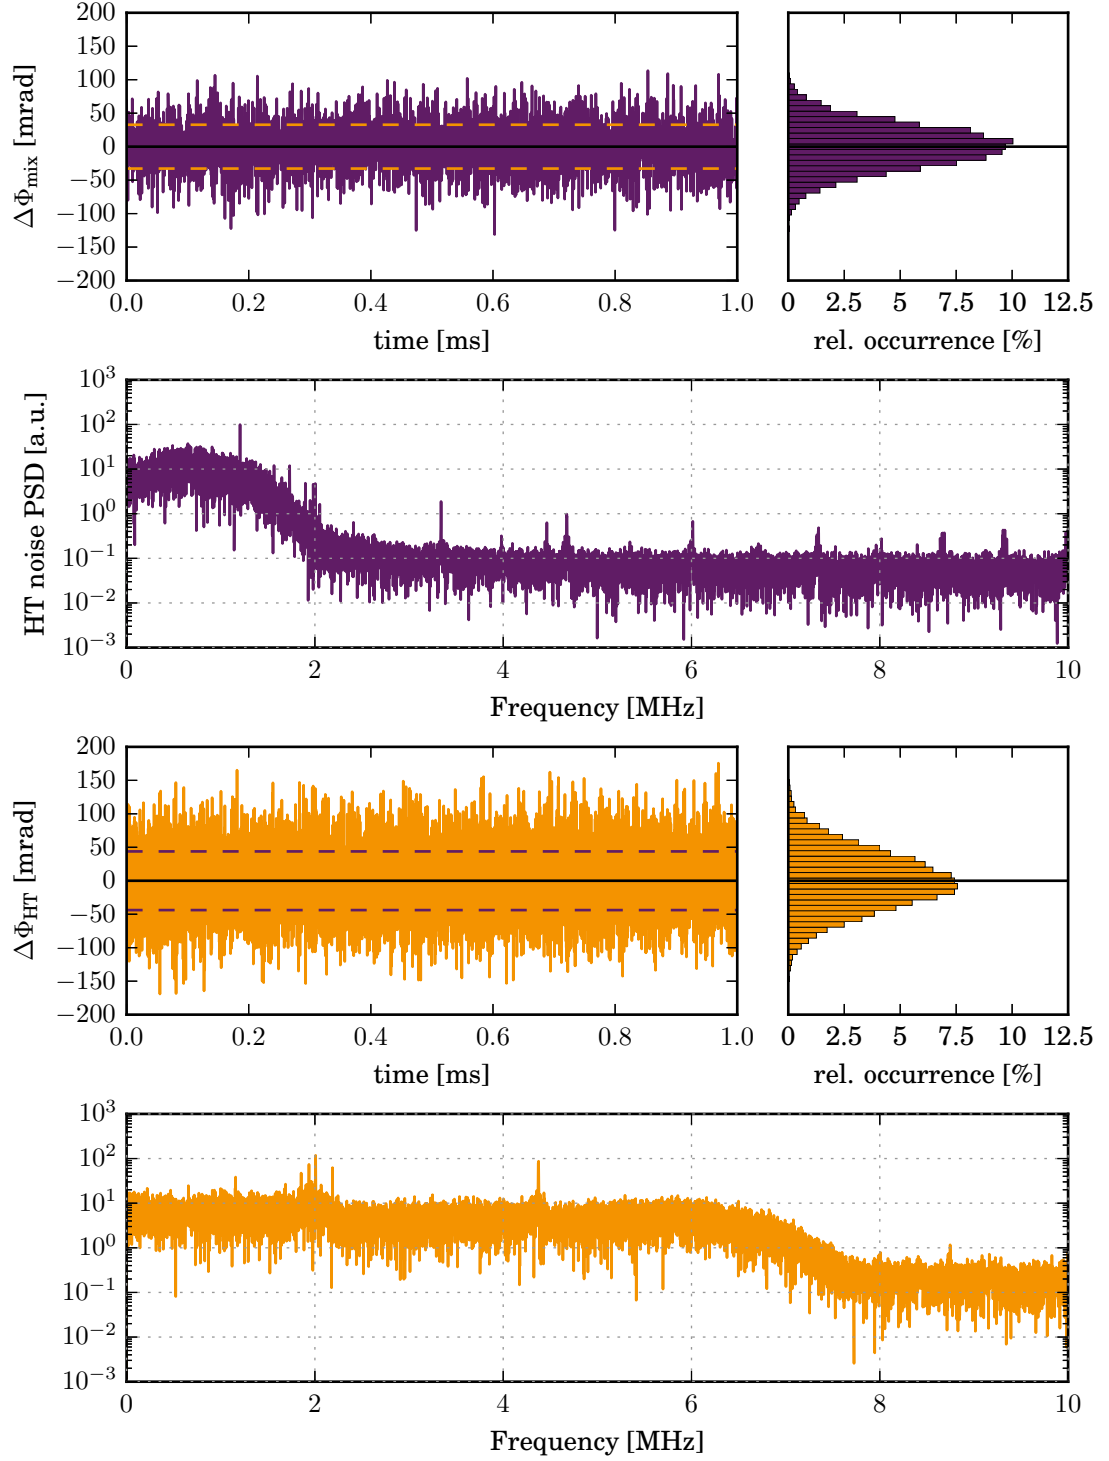 200
150
100
50
0
−50
−100
−150
−200
ΔΦmix [mrad]
0.0 0.2 0.4 0.6 0.8 1.0
time [ms]
0 2.5 5 7.5 10 12.5
rel. occurrence [%]
10³
10²
10¹
10⁰
10⁻¹
10⁻²
10⁻³
HT noise PSD [a.u.]
0 2 4 6 8 10
Frequency [MHz]
200
150
100
50
0
−50
−100
−150
−200
ΔΦHT [mrad]
0.0 0.2 0.4 0.6 0.8 1.0
time [ms]
0 2.5 5 7.5 10 12.5
rel. occurrence [%]
10³
10²
10¹
10⁰
10⁻¹
10⁻²
10⁻³
0 2 4 6 8 10
Frequency [MHz]